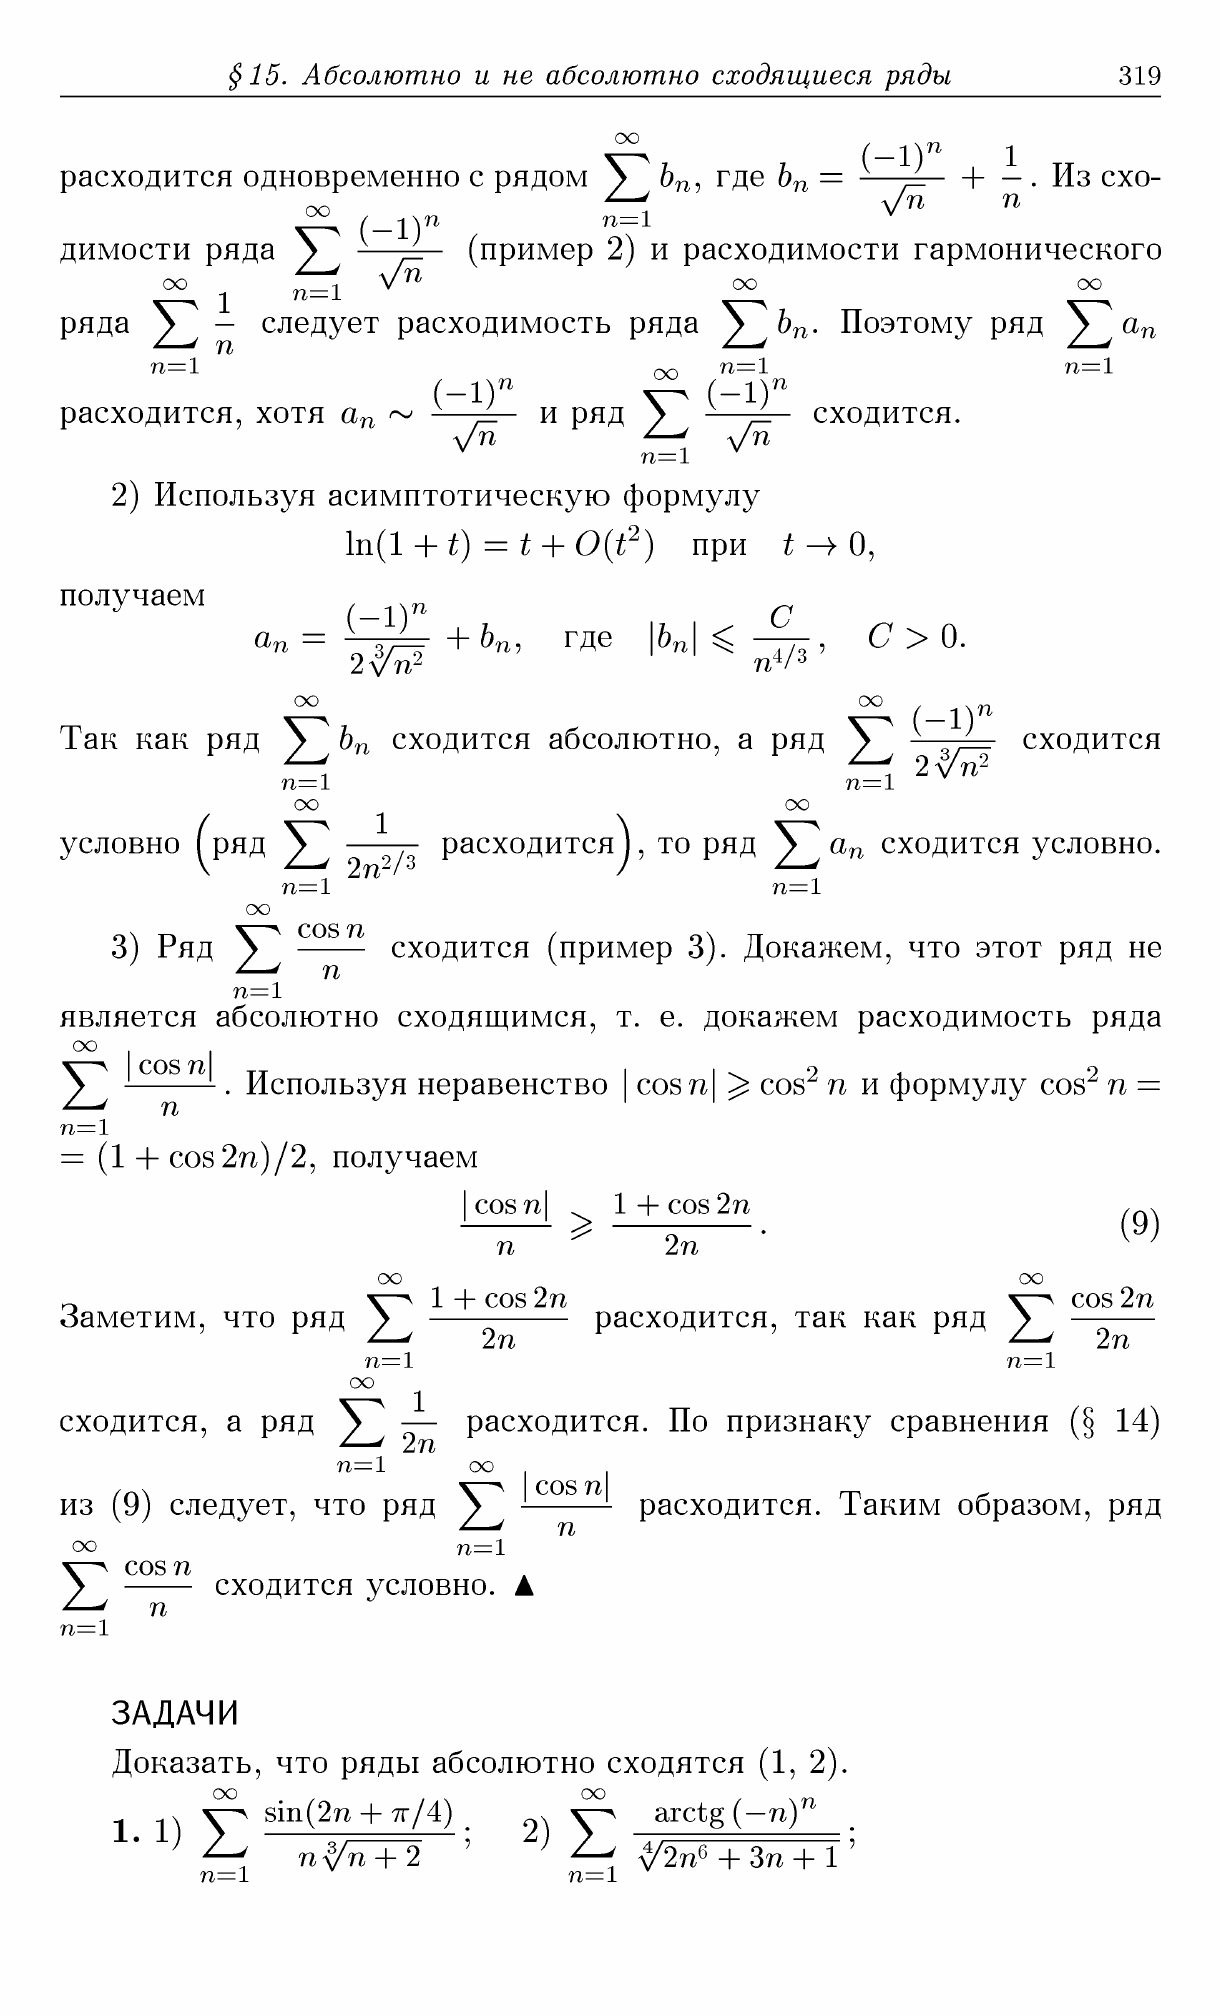 § 15. Абсолютно и не абсолютно сходящиеся ряды 319
расходится одновременно с рядом $\sum_{n=1}^{\infty} b_n$, где $b_n = \frac{(-1)^n}{\sqrt{n}} + \frac{1}{n}$. Из схо-
димости ряда $\sum_{n=1}^{\infty} \frac{(-1)^n}{\sqrt{n}}$ (пример 2) и расходимости гармонического
ряда $\sum_{n=1}^{\infty} \frac{1}{n}$ следует расходимость ряда $\sum_{n=1}^{\infty} b_n$. Поэтому ряд $\sum_{n=1}^{\infty} a_n$
расходится, хотя $a_n \sim \frac{(-1)^n}{\sqrt{n}}$ и ряд $\sum_{n=1}^{\infty} \frac{(-1)^n}{\sqrt{n}}$ сходится.
2) Используя асимптотическую формулу
$\ln(1 + t) = t + O(t^2)$ при $t \to 0$,
получаем
$a_n = \frac{(-1)^n}{2\sqrt[3]{n^2}} + b_n$, где $|b_n| \leqslant \frac{C}{n^{4/3}}$, $C > 0$.
Так как ряд $\sum_{n=1}^{\infty} b_n$ сходится абсолютно, а ряд $\sum_{n=1}^{\infty} \frac{(-1)^n}{2\sqrt[3]{n^2}}$ сходится
условно $\Big($ряд $\sum_{n=1}^{\infty} \frac{1}{2n^{2/3}}$ расходится$\Big)$, то ряд $\sum_{n=1}^{\infty} a_n$ сходится условно.
3) Ряд $\sum_{n=1}^{\infty} \frac{\cos n}{n}$ сходится (пример 3). Докажем, что этот ряд не
является абсолютно сходящимся, т. е. докажем расходимость ряда
$\sum_{n=1}^{\infty} \frac{|\cos n|}{n}$. Используя неравенство $|\cos n| \geqslant \cos^2 n$ и формулу $\cos^2 n =$
$= (1 + \cos 2n)/2$, получаем
$\frac{|\cos n|}{n} \geqslant \frac{1 + \cos 2n}{2n}$. (9)
Заметим, что ряд $\sum_{n=1}^{\infty} \frac{1 + \cos 2n}{2n}$ расходится, так как ряд $\sum_{n=1}^{\infty} \frac{\cos 2n}{2n}$
сходится, а ряд $\sum_{n=1}^{\infty} \frac{1}{2n}$ расходится. По признаку сравнения (§ 14)
из (9) следует, что ряд $\sum_{n=1}^{\infty} \frac{|\cos n|}{n}$ расходится. Таким образом, ряд
$\sum_{n=1}^{\infty} \frac{\cos n}{n}$ сходится условно. ▲
ЗАДАЧИ
Доказать, что ряды абсолютно сходятся (1, 2).
1. 1) $\sum_{n=1}^{\infty} \frac{\sin(2n + \pi/4)}{n\sqrt[3]{n + 2}}$; 2) $\sum_{n=1}^{\infty} \frac{\operatorname{arctg}(-n)^n}{\sqrt[4]{2n^6 + 3n + 1}}$;